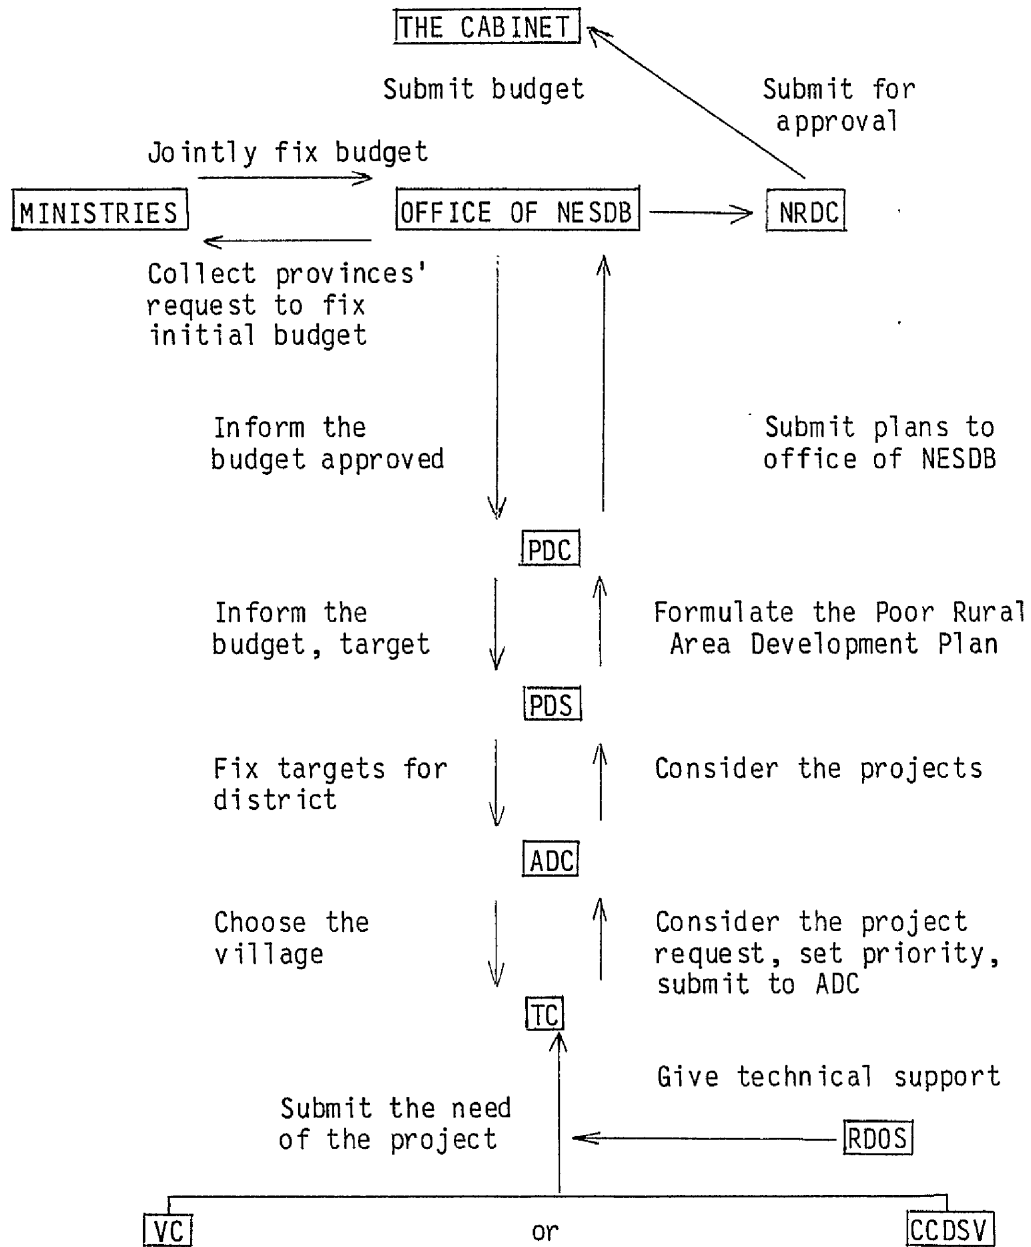 THE CABINET
Submit budget
Submit for
approval
Jointly fix budget
MINISTRIES
OFFICE OF NESDB
NRDC
Collect provinces'
request to fix
initial budget
Inform the
budget approved
Submit plans to
office of NESDB
PDC
Inform the
budget, target
Formulate the Poor Rural
Area Development Plan
PDS
Fix targets for
district
Consider the projects
ADC
Choose the
village
Consider the project
request, set priority,
submit to ADC
TC
Give technical support
Submit the need
of the project
RDOS
VC
or
CCDSV